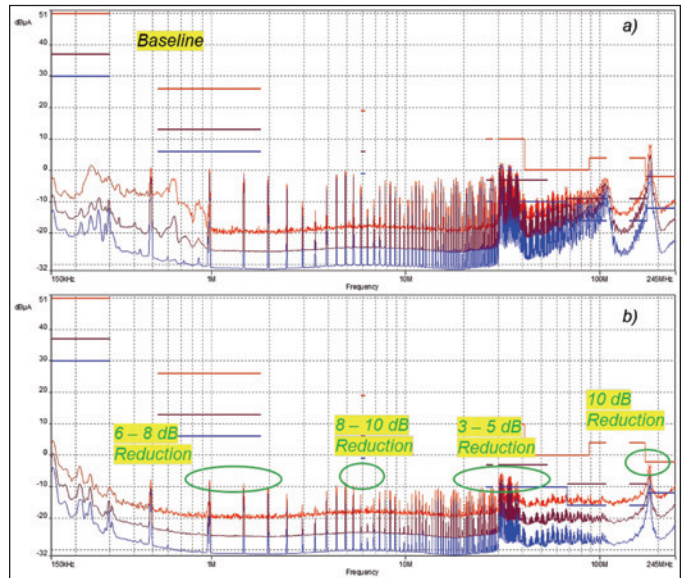 dBμA
51
40
30
20
10
0
-10
-20
-32
Baseline
a)
150kHz
1M
10M
100M
245MHz
Frequency
dBμA
51
40
30
20
10
0
-10
-20
-32
b)
6 – 8 dB
Reduction
8 – 10 dB
Reduction
3 – 5 dB
Reduction
10 dB
Reduction
150kHz
1M
10M
100M
245MHz
Frequency